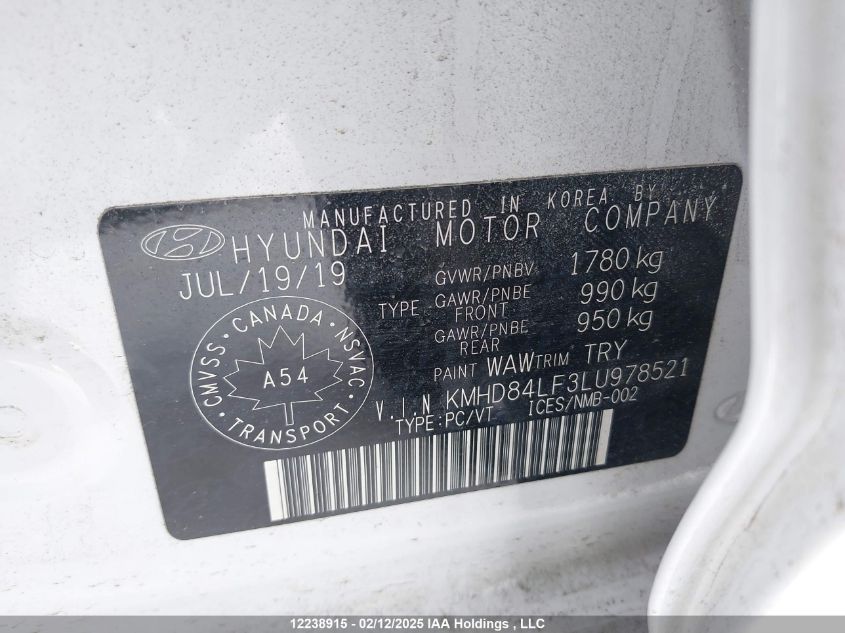 MANUFACTURED IN KOREA BY
HYUNDAI MOTOR COMPANY
JUL/19/19
GVWR/PNBV 1780 kg
TYPE GAWR/PNBE FRONT 990 kg
GAWR/PNBE REAR 950 kg
PAINT WAW TRIM TRY
V.I.N KMHD84LF3LU978521
TYPE:PC/VT ICES/NMB-002
CANADA
CMVSS NSVAC
A54
TRANSPORT
12238915 - 02/12/2025 IAA Holdings , LLC